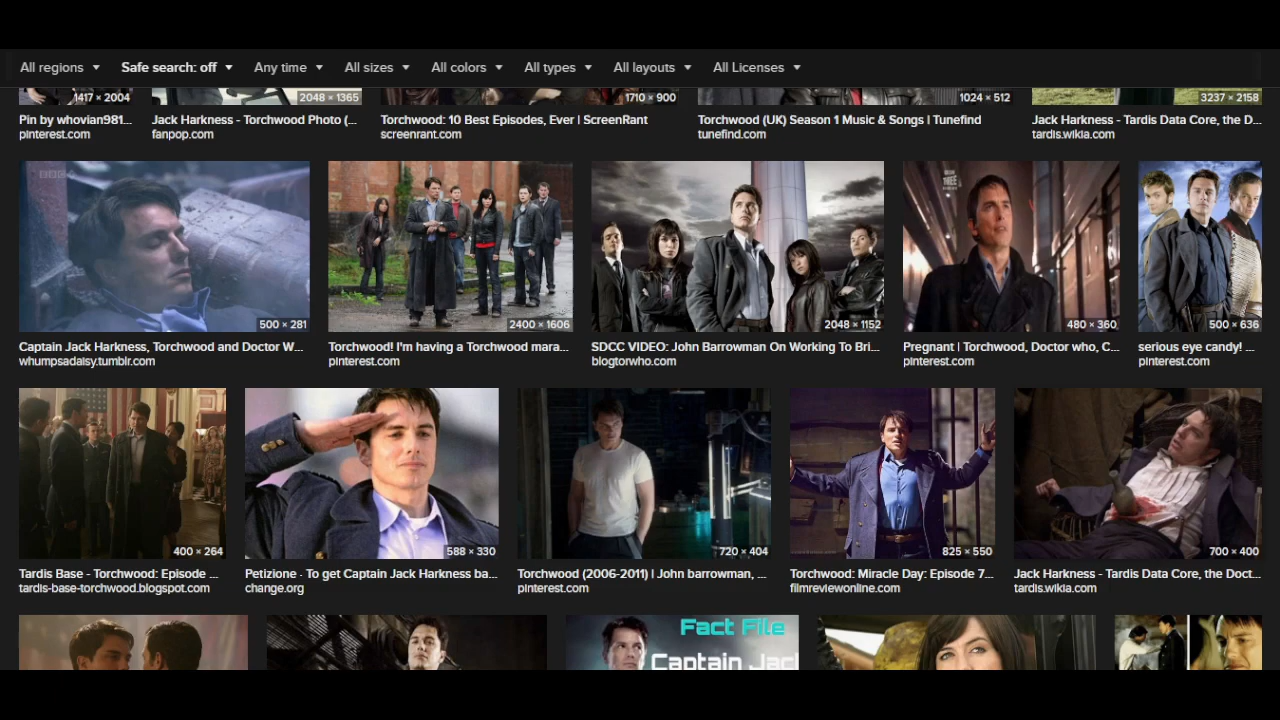 All regions Safe search: off Any time All sizes All colors All types All layouts All Licenses
1417 × 2004 2048 × 1365 1710 × 900 1024 × 512 3237 × 2158
Pin by whovian981... Jack Harkness - Torchwood Photo (... Torchwood: 10 Best Episodes, Ever | ScreenRant Torchwood (UK) Season 1 Music & Songs | Tunefind Jack Harkness - Tardis Data Core, the D...
pinterest.com fanpop.com screenrant.com tunefind.com tardis.wikia.com
500 × 281 2400 × 1606 2048 × 1152 480 × 360 500 × 636
Captain Jack Harkness, Torchwood and Doctor W... Torchwood! I'm having a Torchwood mara... SDCC VIDEO: John Barrowman On Working To Bri... Pregnant | Torchwood, Doctor who, C... serious eye candy! ...
whumpsadaisy.tumblr.com pinterest.com blogtorwho.com pinterest.com pinterest.com
400 × 264 588 × 330 720 × 404 825 × 550 700 × 400
Tardis Base - Torchwood: Episode ... Petizione · To get Captain Jack Harkness ba... Torchwood (2006-2011) | John barrowman, ... Torchwood: Miracle Day: Episode 7... Jack Harkness - Tardis Data Core, the Doct...
tardis-base-torchwood.blogspot.com change.org pinterest.com filmreviewonline.com tardis.wikia.com
Fact File
Captain Jack